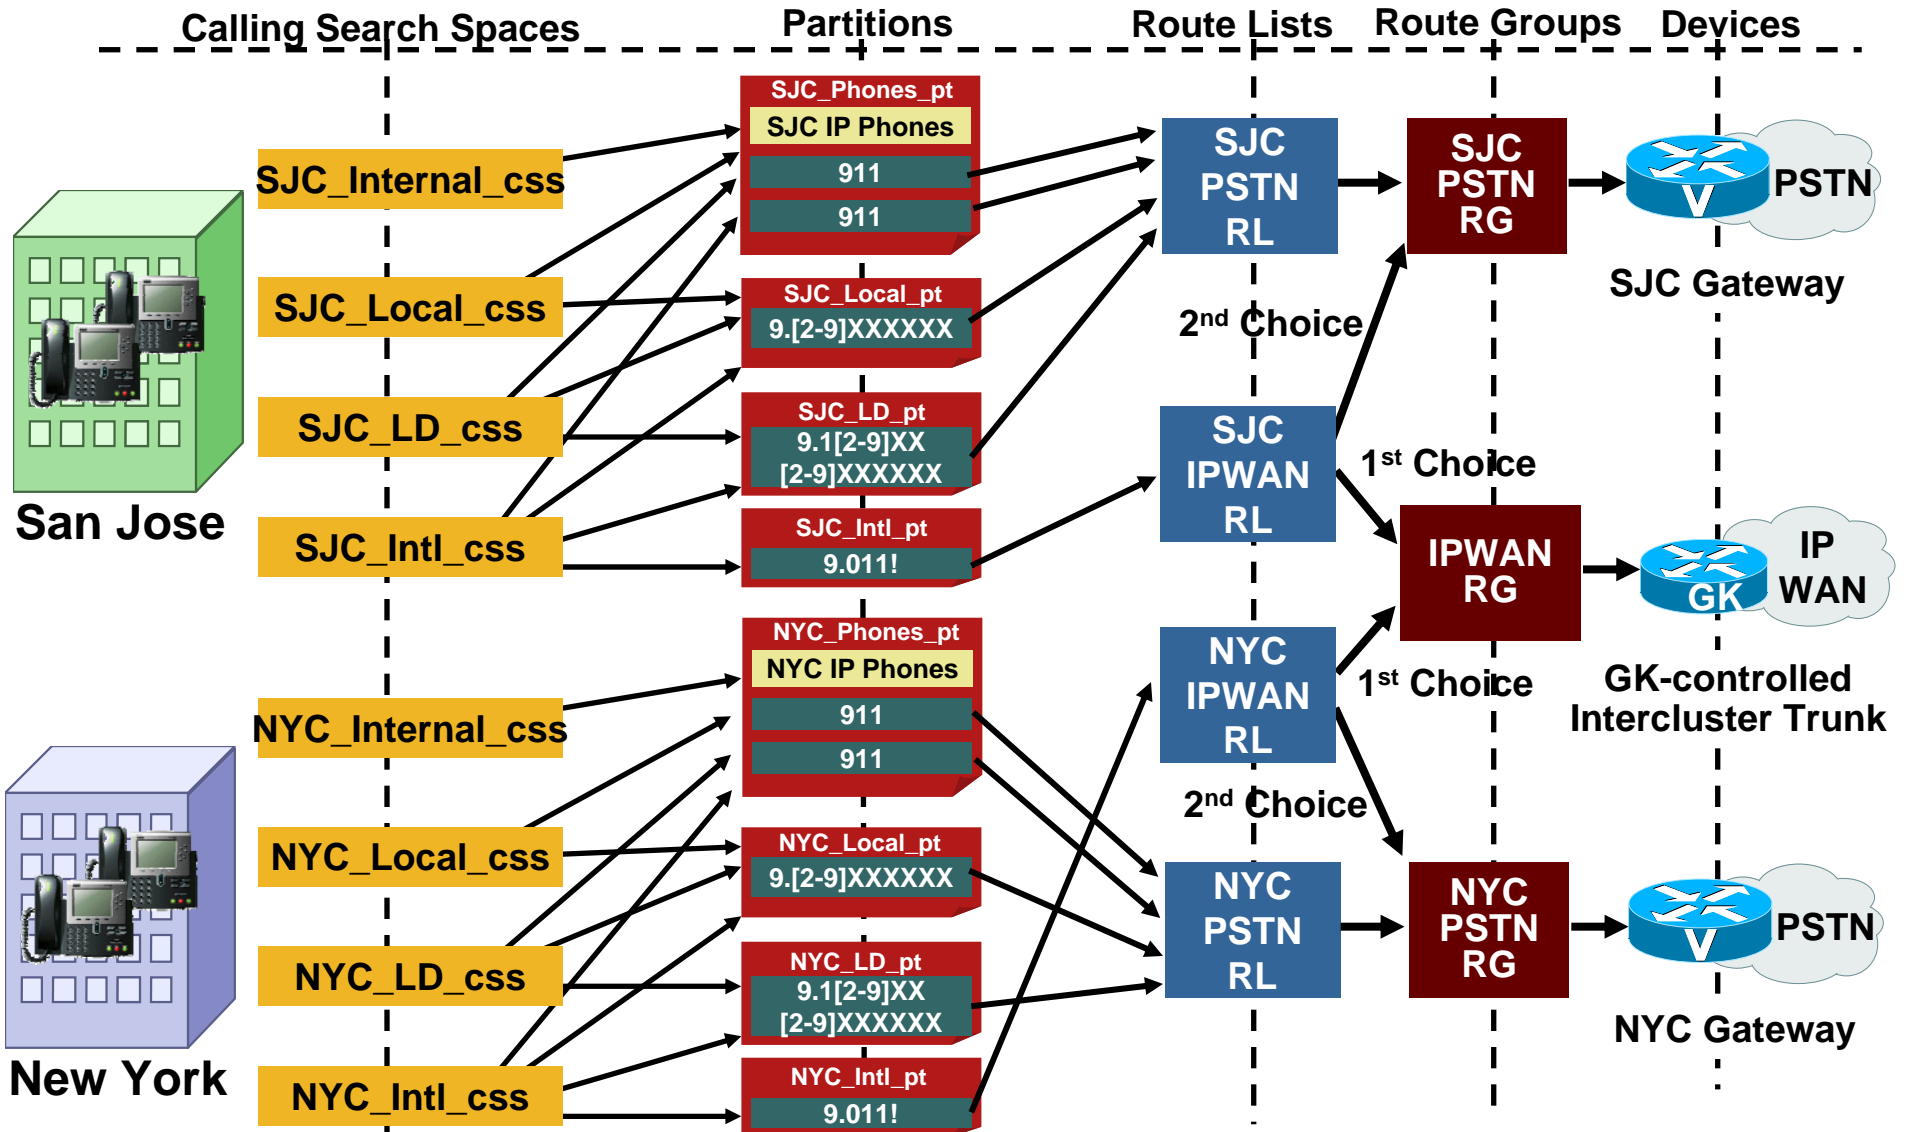 Calling Search Spaces
Partitions
Route Lists
Route Groups
Devices
San Jose
SJC_Internal_css
SJC_Local_css
SJC_LD_css
SJC_Intl_css
SJC_Phones_pt
SJC IP Phones
911
911
SJC_Local_pt
9.[2-9]XXXXXX
SJC_LD_pt
9.1[2-9]XX
[2-9]XXXXXX
SJC_Intl_pt
9.011!
New York
NYC_Internal_css
NYC_Local_css
NYC_LD_css
NYC_Intl_css
NYC_Phones_pt
NYC IP Phones
911
911
NYC_Local_pt
9.[2-9]XXXXXX
NYC_LD_pt
9.1[2-9]XX
[2-9]XXXXXX
NYC_Intl_pt
9.011!
SJC
PSTN
RL
2nd Choice
SJC
IPWAN
RL
1st Choice
NYC
IPWAN
RL
1st Choice
2nd Choice
NYC
PSTN
RL
SJC
PSTN
RG
IPWAN
RG
NYC
PSTN
RG
V
PSTN
SJC Gateway
GK
IP
WAN
GK-controlled
Intercluster Trunk
V
PSTN
NYC Gateway